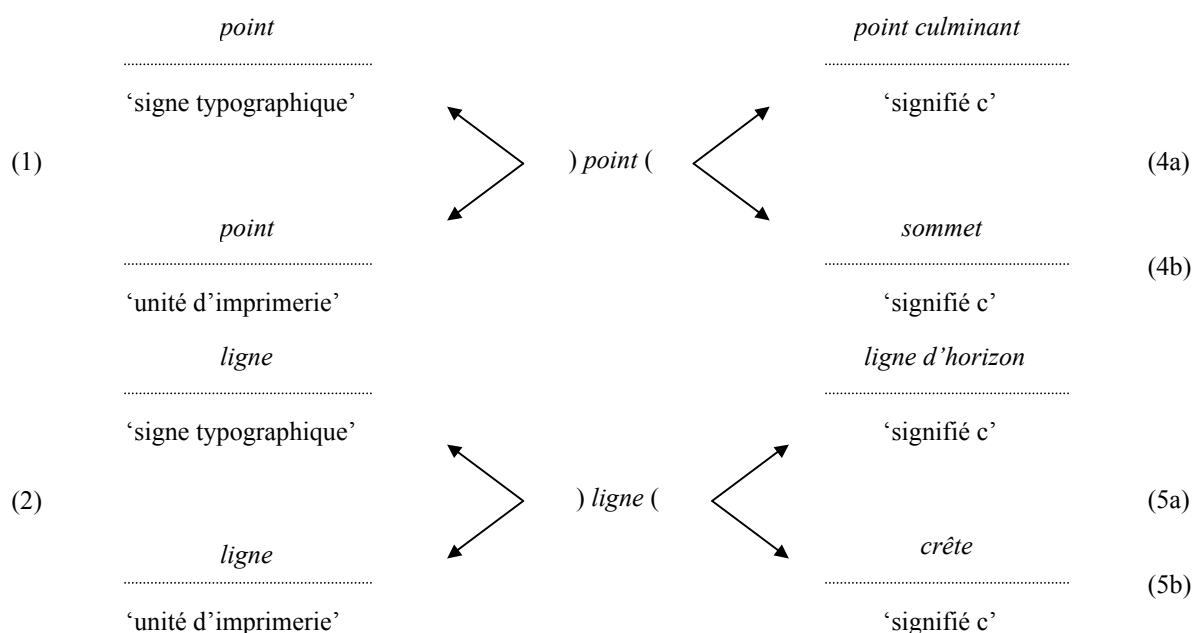 point point culminant
‘signe typographique’ ‘signifié c’
(1) ) point ( (4a)
point sommet
(4b)
‘unité d’imprimerie’ ‘signifié c’
ligne ligne d’horizon
‘signe typographique’ ‘signifié c’
(2) ) ligne ( (5a)
ligne crête
(5b)
‘unité d’imprimerie’ ‘signifié c’